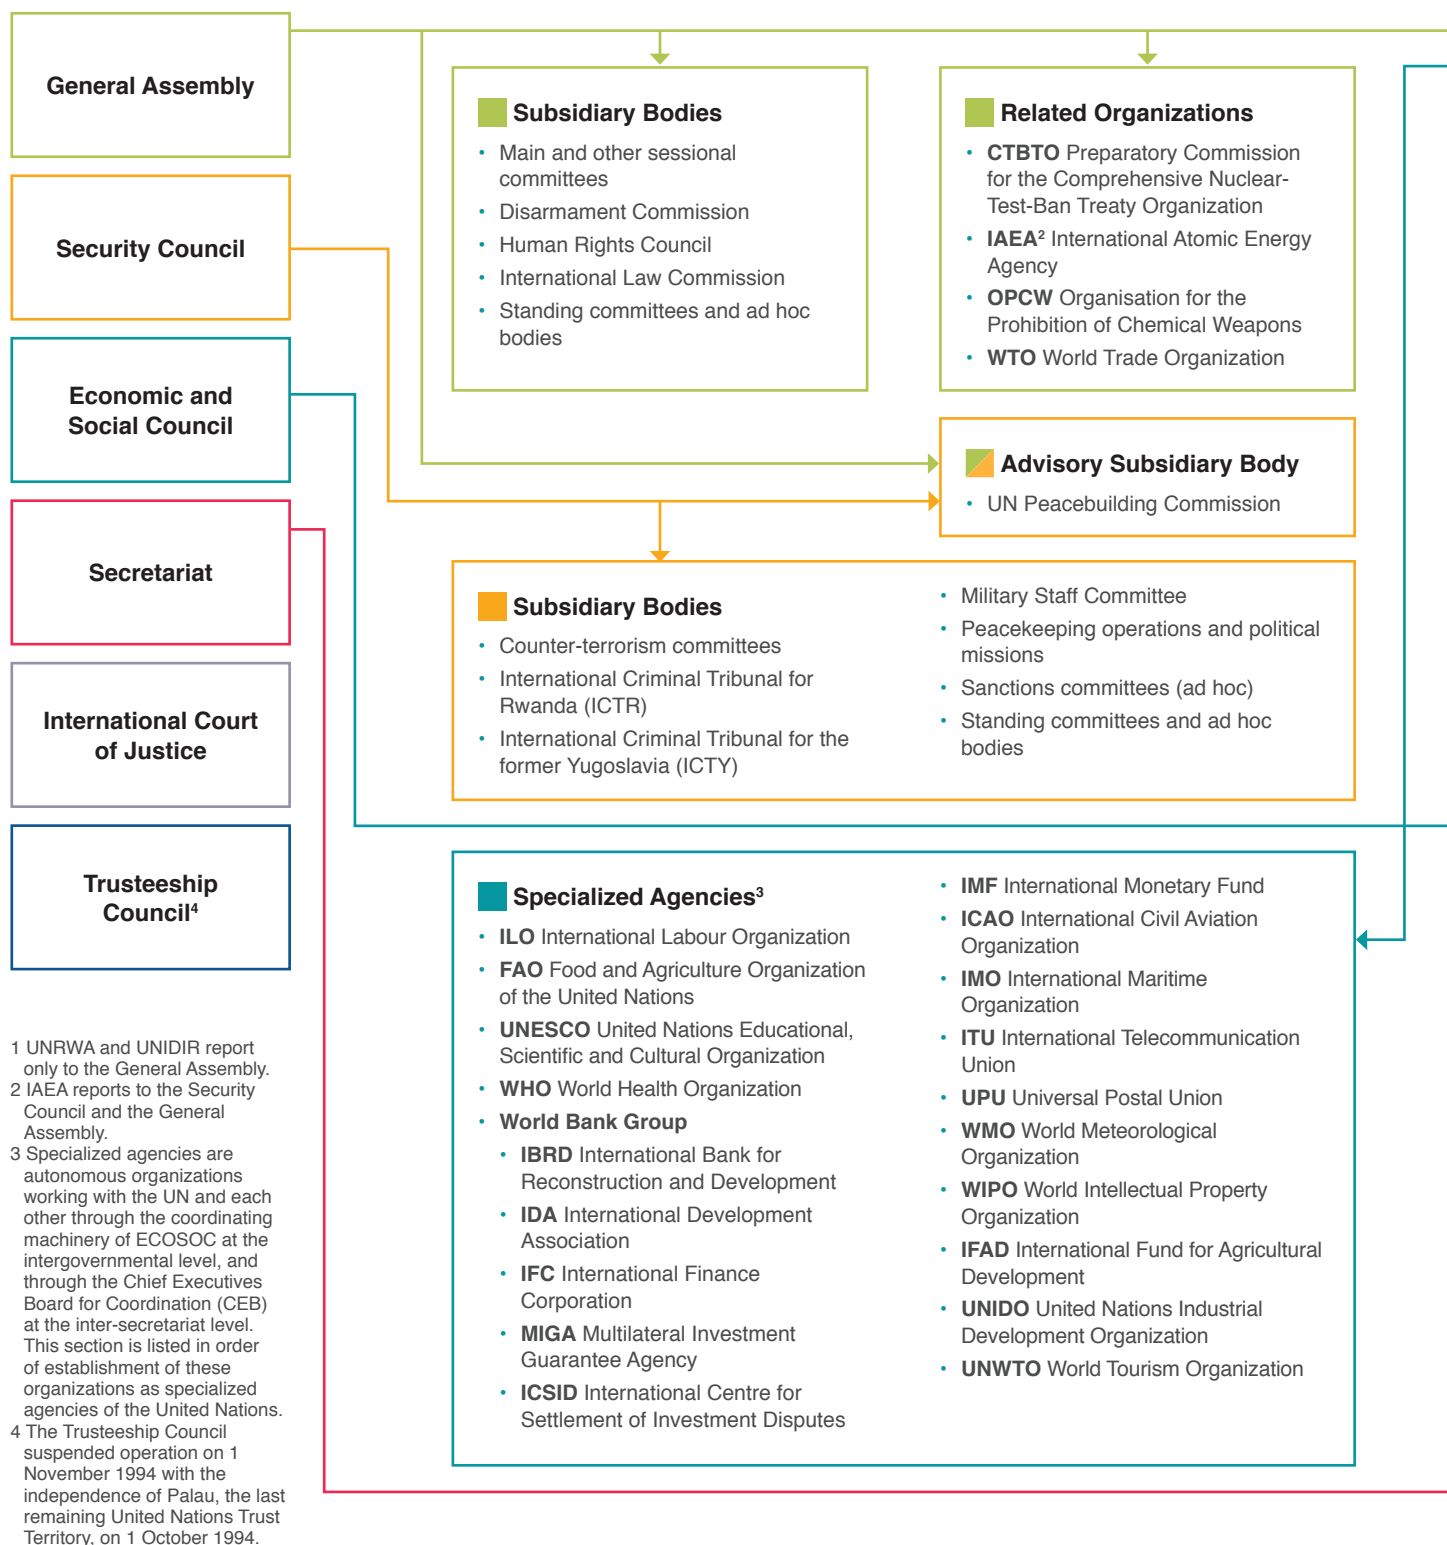 General Assembly
Security Council
Economic and
Social Council
Secretariat
International Court
of Justice
Trusteeship
Council⁴
1 UNRWA and UNIDIR report
only to the General Assembly.
2 IAEA reports to the Security
Council and the General
Assembly.
3 Specialized agencies are
autonomous organizations
working with the UN and each
other through the coordinating
machinery of ECOSOC at the
intergovernmental level, and
through the Chief Executives
Board for Coordination (CEB)
at the inter-secretariat level.
This section is listed in order
of establishment of these
organizations as specialized
agencies of the United Nations.
4 The Trusteeship Council
suspended operation on 1
November 1994 with the
independence of Palau, the last
remaining United Nations Trust
Territory, on 1 October 1994.
Subsidiary Bodies
• Main and other sessional
committees
• Disarmament Commission
• Human Rights Council
• International Law Commission
• Standing committees and ad hoc
bodies
Related Organizations
• CTBTO Preparatory Commission
for the Comprehensive Nuclear-
Test-Ban Treaty Organization
• IAEA² International Atomic Energy
Agency
• OPCW Organisation for the
Prohibition of Chemical Weapons
• WTO World Trade Organization
Advisory Subsidiary Body
• UN Peacebuilding Commission
Subsidiary Bodies
• Counter-terrorism committees
• International Criminal Tribunal for
Rwanda (ICTR)
• International Criminal Tribunal for the
former Yugoslavia (ICTY)
• Military Staff Committee
• Peacekeeping operations and political
missions
• Sanctions committees (ad hoc)
• Standing committees and ad hoc
bodies
Specialized Agencies³
• ILO International Labour Organization
• FAO Food and Agriculture Organization
of the United Nations
• UNESCO United Nations Educational,
Scientific and Cultural Organization
• WHO World Health Organization
• World Bank Group
• IBRD International Bank for
Reconstruction and Development
• IDA International Development
Association
• IFC International Finance
Corporation
• MIGA Multilateral Investment
Guarantee Agency
• ICSID International Centre for
Settlement of Investment Disputes
• IMF International Monetary Fund
• ICAO International Civil Aviation
Organization
• IMO International Maritime
Organization
• ITU International Telecommunication
Union
• UPU Universal Postal Union
• WMO World Meteorological
Organization
• WIPO World Intellectual Property
Organization
• IFAD International Fund for Agricultural
Development
• UNIDO United Nations Industrial
Development Organization
• UNWTO World Tourism Organization